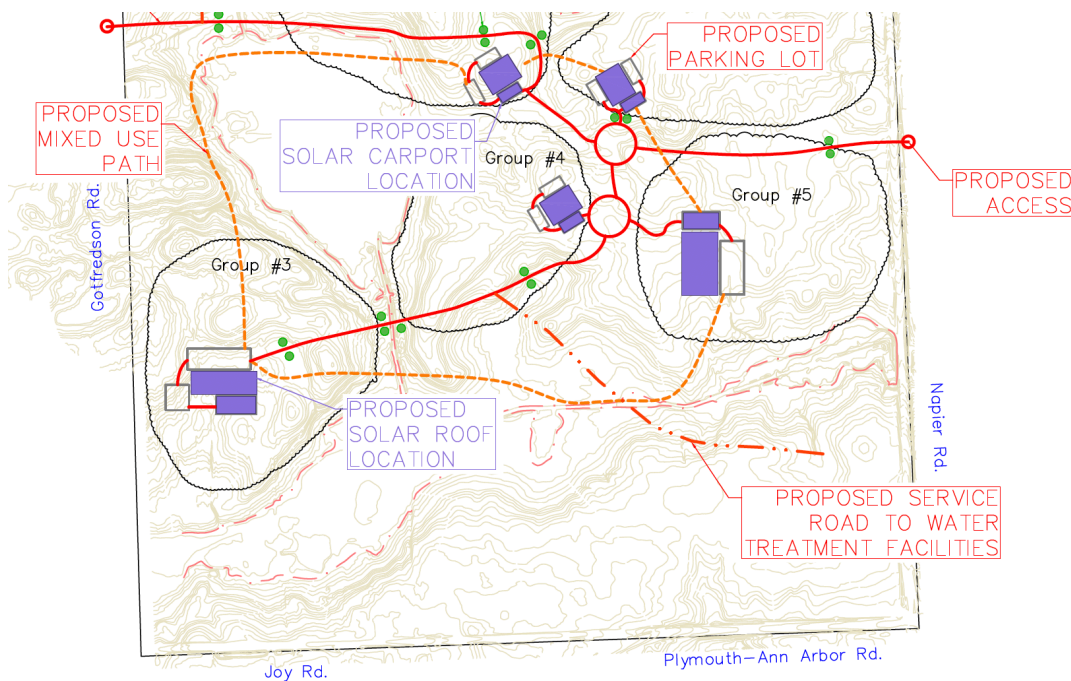 PROPOSED
PARKING LOT
PROPOSED
MIXED USE
PATH
PROPOSED
SOLAR CARPORT
LOCATION
Group #4
PROPOSED
ACCESS
Group #5
Gotfredson Rd.
Group #3
PROPOSED
SOLAR ROOF
LOCATION
Napier Rd.
PROPOSED SERVICE
ROAD TO WATER
TREATMENT FACILITIES
Joy Rd.
Plymouth-Ann Arbor Rd.